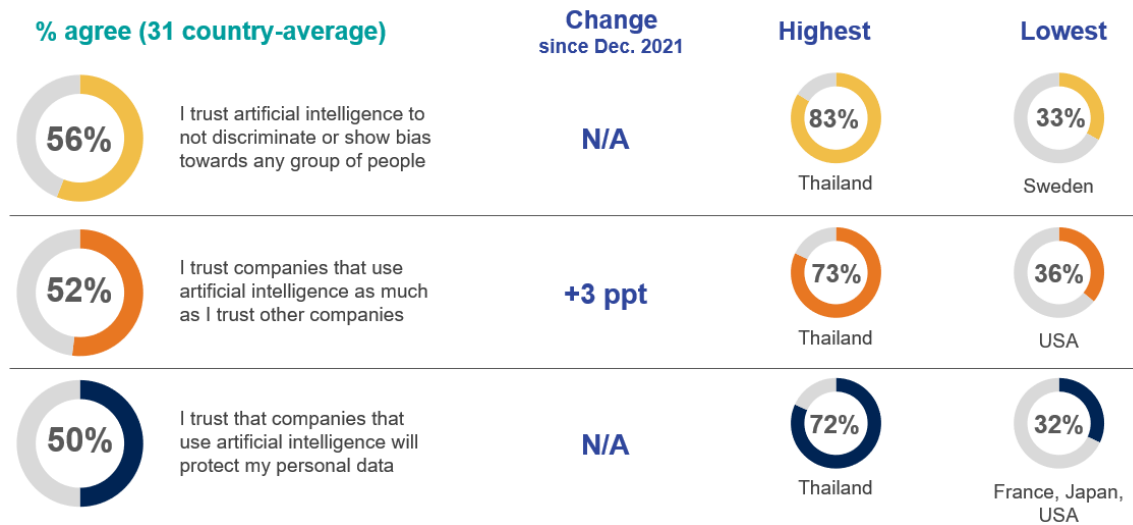 % agree (31 country-average)
Change
since Dec. 2021
Highest
Lowest
56%
I trust artificial intelligence to
not discriminate or show bias
towards any group of people
N/A
83%
Thailand
33%
Sweden
52%
I trust companies that use
artificial intelligence as much
as I trust other companies
+3 ppt
73%
Thailand
36%
USA
50%
I trust that companies that
use artificial intelligence will
protect my personal data
N/A
72%
Thailand
32%
France, Japan,
USA